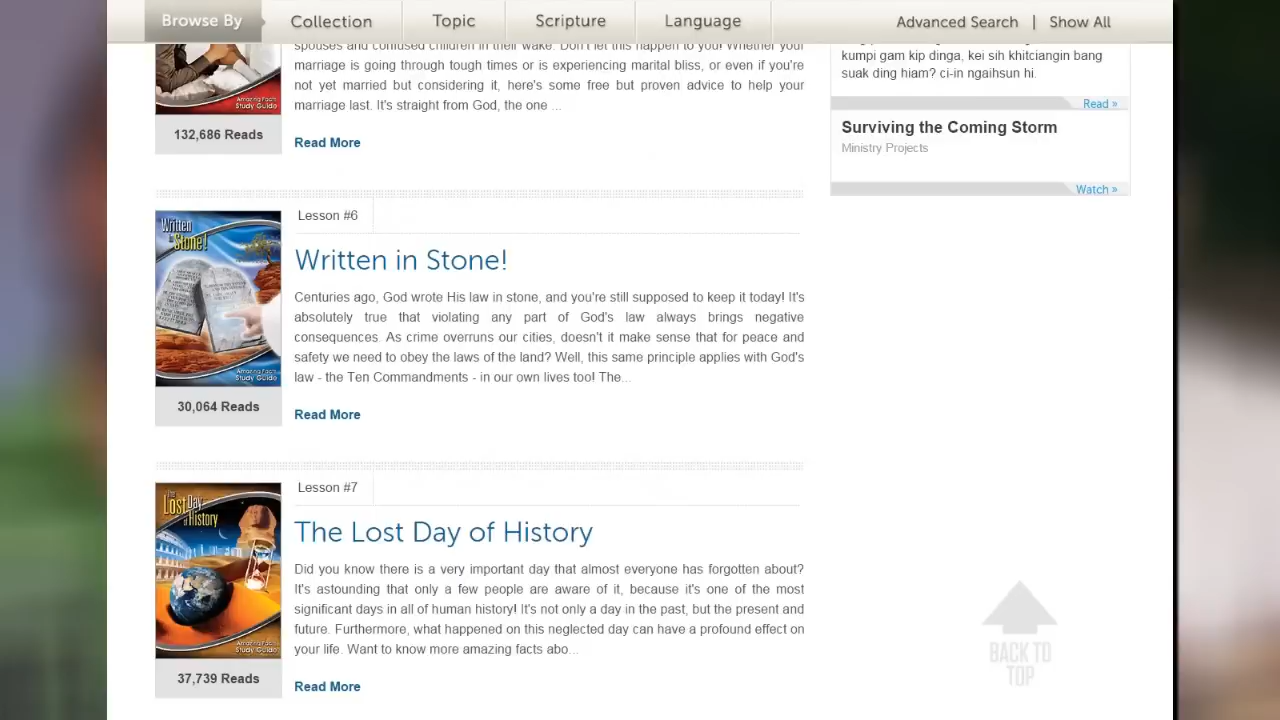 Browse By
Collection
Topic
Scripture
Language
Advanced Search | Show All
spouses and confused children in their wake. Don't let this happen to you! Whether your
marriage is going through tough times or is experiencing marital bliss, or even if you're
not yet married but considering it, here's some free but proven advice to help your
marriage last. It's straight from God, the one ...
Amazing Facts
Study Guide
132,686 Reads
Read More
Lesson #6
Written in Stone!
Written
in Stone!
Centuries ago, God wrote His law in stone, and you're still supposed to keep it today! It's
absolutely true that violating any part of God's law always brings negative
consequences. As crime overruns our cities, doesn't it make sense that for peace and
safety we need to obey the laws of the land? Well, this same principle applies with God's
law - the Ten Commandments - in our own lives too! The...
Amazing Facts
Study Guide
30,064 Reads
Read More
Lesson #7
The Lost Day of History
The
Lost Day
of History
Did you know there is a very important day that almost everyone has forgotten about?
It's astounding that only a few people are aware of it, because it's one of the most
significant days in all of human history! It's not only a day in the past, but the present and
future. Furthermore, what happened on this neglected day can have a profound effect on
your life. Want to know more amazing facts abo...
Amazing Facts
Study Guide
37,739 Reads
Read More
kumpi gam kip dinga, kei sih khitciangin bang
suak ding hiam? ci-in ngaihsun hi.
Read »
Surviving the Coming Storm
Ministry Projects
Watch »
BACK TO
TOP